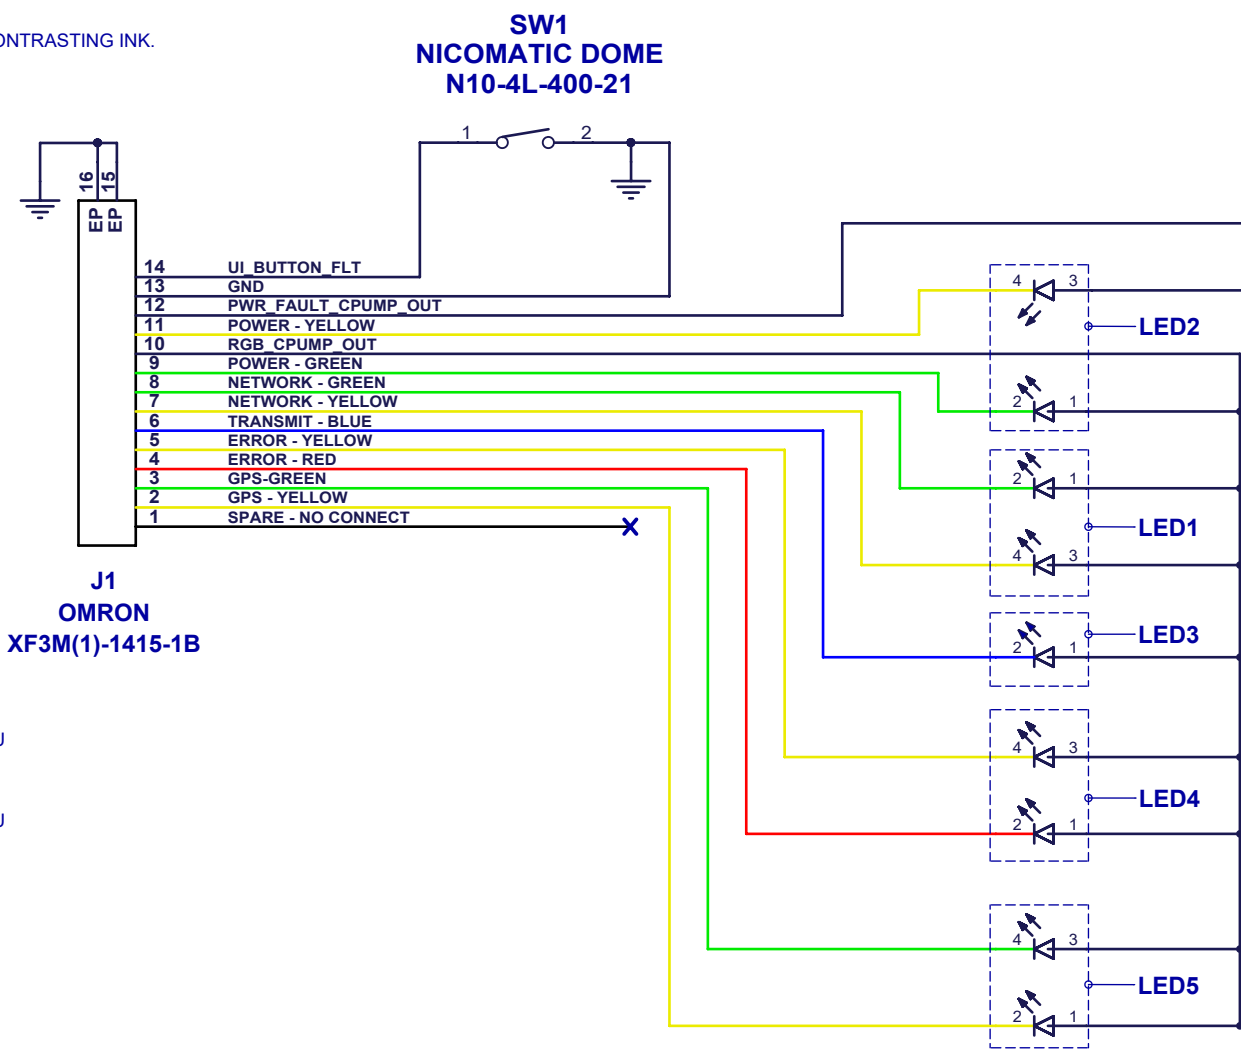 ONTRASTING INK.
SW1
NICOMATIC DOME
N10-4L-400-21
1 2
16 15
EP EP
14 UI_BUTTON_FLT
13 GND
12 PWR_FAULT_CPUMP_OUT
11 POWER - YELLOW
10 RGB_CPUMP_OUT
9 POWER - GREEN
8 NETWORK - GREEN
7 NETWORK - YELLOW
6 TRANSMIT - BLUE
5 ERROR - YELLOW
4 ERROR - RED
3 GPS-GREEN
2 GPS - YELLOW
1 SPARE - NO CONNECT
J1
OMRON
XF3M(1)-1415-1B
4 3
LED2
2 1
2 1
LED1
4 3
LED3
2 1
4 3
LED4
2 1
4 3
LED5
2 1